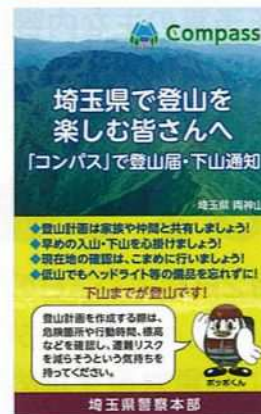 Compass
埼玉県で登山を
楽しむ皆さんへ
「コンパス」で登山届・下山通知
埼玉県 両神山
◆登山計画は家族や仲間と共有しましょう!
◆早めの入山・下山を心掛けましょう!
◆現在地の確認は、こまめに行いましょう!
◆低山でもヘッドライト等の備品を忘れずに!
下山までが登山です!
登山計画を作成する際は、
危険箇所や行動時間、標高
などを確認し、遭難リスク
を減らそうという気持ちを
持ってください。
ポッポくん
埼玉県警察本部